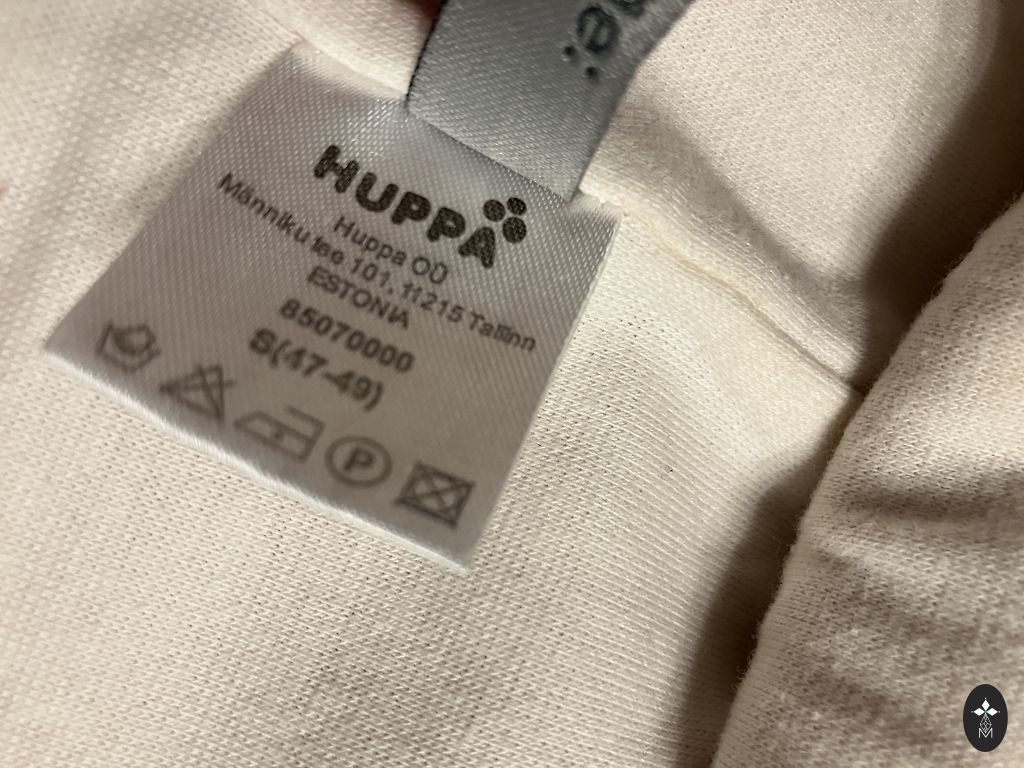 HUPPA
Huppa OÜ
Männiku tee 101, 11215 Tallinn
ESTONIA
85070000
S(47-49)
P